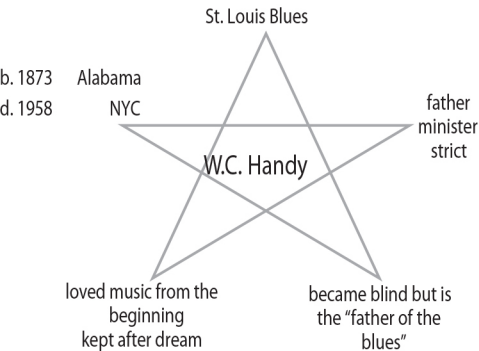 St. Louis Blues
b. 1873 Alabama
d. 1958 NYC
father
minister
strict
W.C. Handy
loved music from the
beginning
kept after dream
became blind but is
the “father of the
blues”